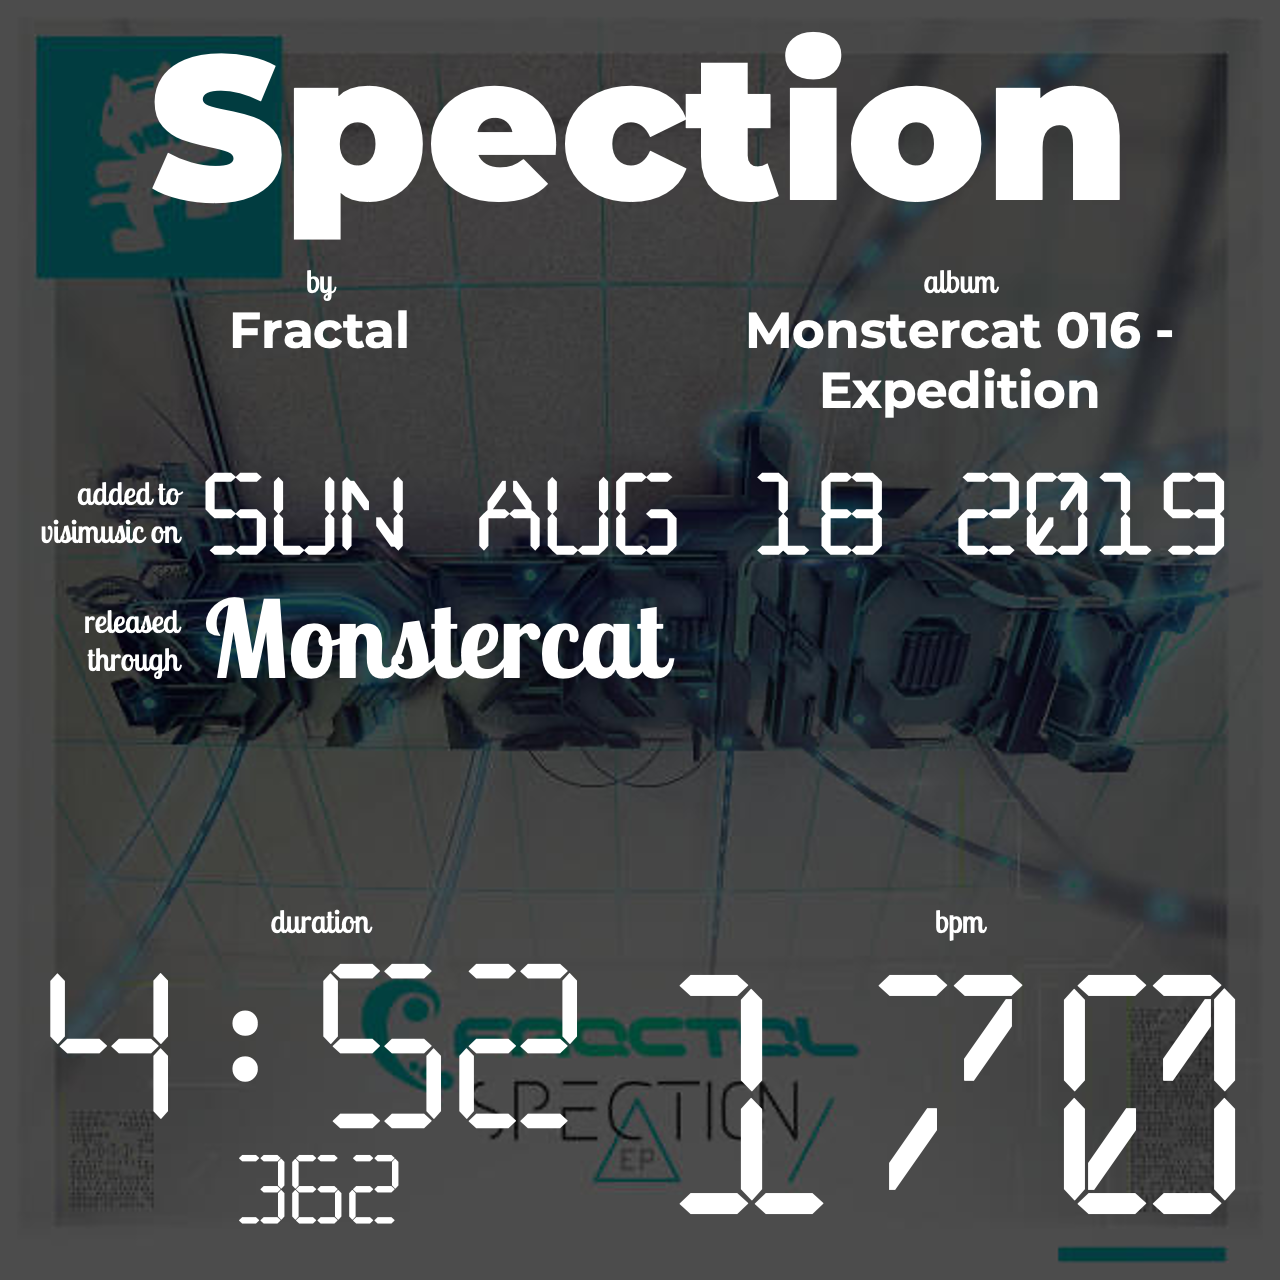 Spection
by
Fractal
album
Monstercat 016 -
Expedition
added to
visimusic on
SUN AUG 18 2019
released
through
Monstercat
duration
4:52
362
bpm
170
FRACTAL
SPECTION
EP